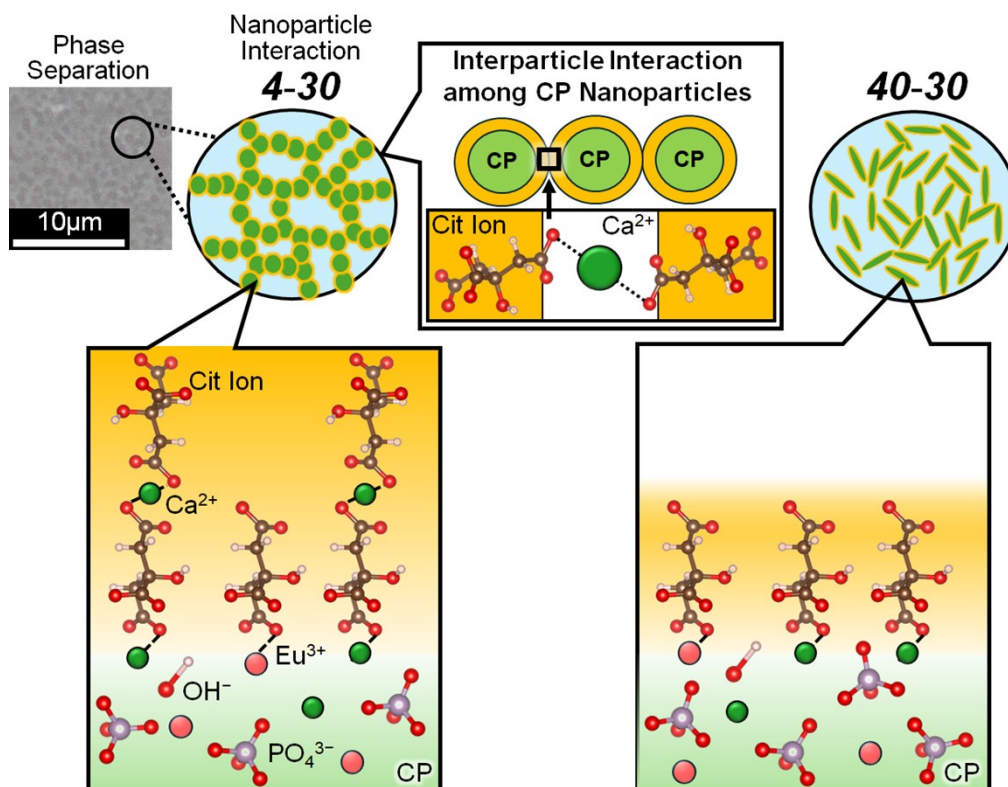 Phase
Separation
10μm
Nanoparticle
Interaction
4-30
Interparticle Interaction
among CP Nanoparticles
CP
CP
CP
Cit Ion
Ca²⁺
40-30
Cit Ion
Ca²⁺
Eu³⁺
OH⁻
PO₄³⁻
CP
CP